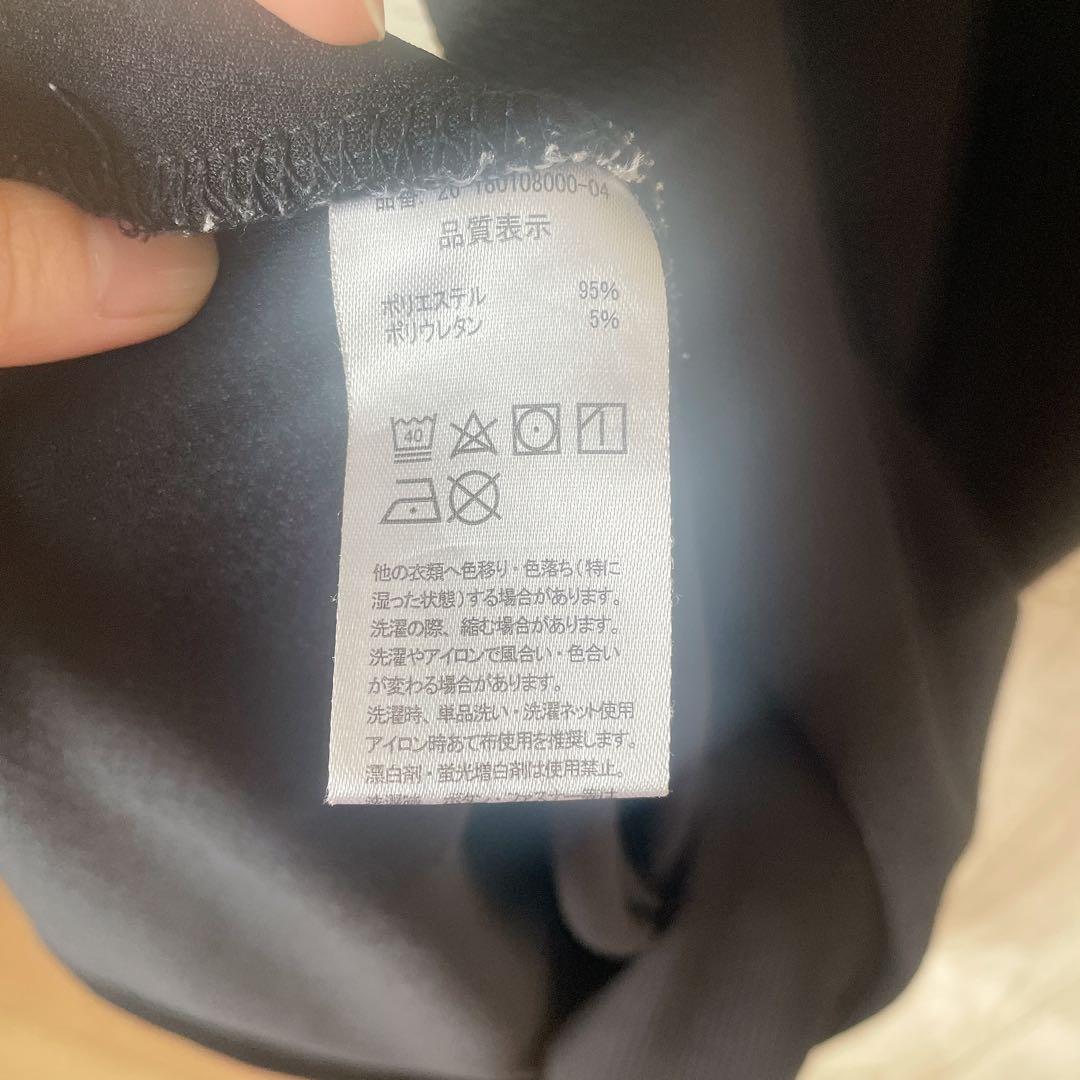 品番: 20 180108000-04
品質表示
ポリエステル 95%
ポリウレタン 5%
40
他の衣類へ色移り・色落ち(特に
湿った状態)する場合があります。
洗濯の際、縮む場合があります。
洗濯やアイロンで風合い・色合い
が変わる場合があります。
洗濯時、単品洗い・洗濯ネット使用
アイロン時あて布使用を推奨します。
漂白剤・蛍光増白剤は使用禁止。